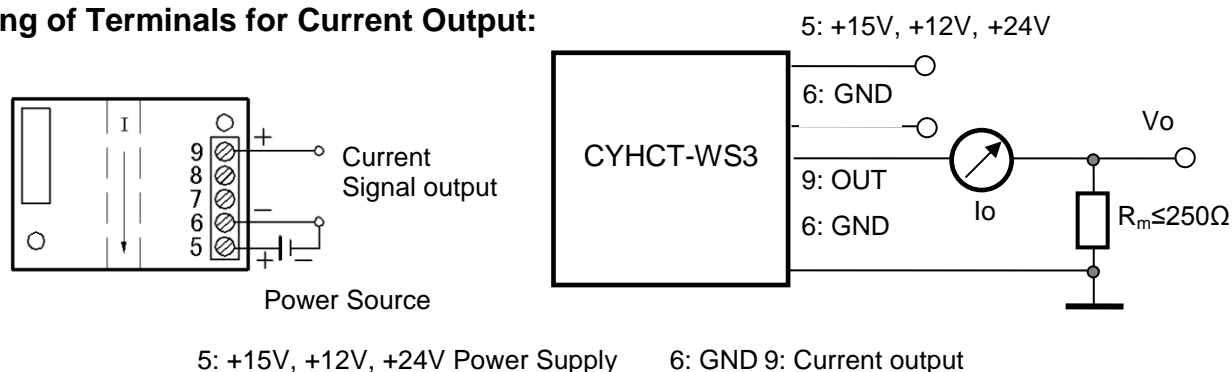 ng of Terminals for Current Output:
5: +15V, +12V, +24V
6: GND
Vo
I
+
9
8
7
6
5
Current
Signal output
−
+
−
Power Source
CYHCT-WS3
9: OUT
6: GND
Io
Rm≤250Ω
5: +15V, +12V, +24V Power Supply 6: GND 9: Current output